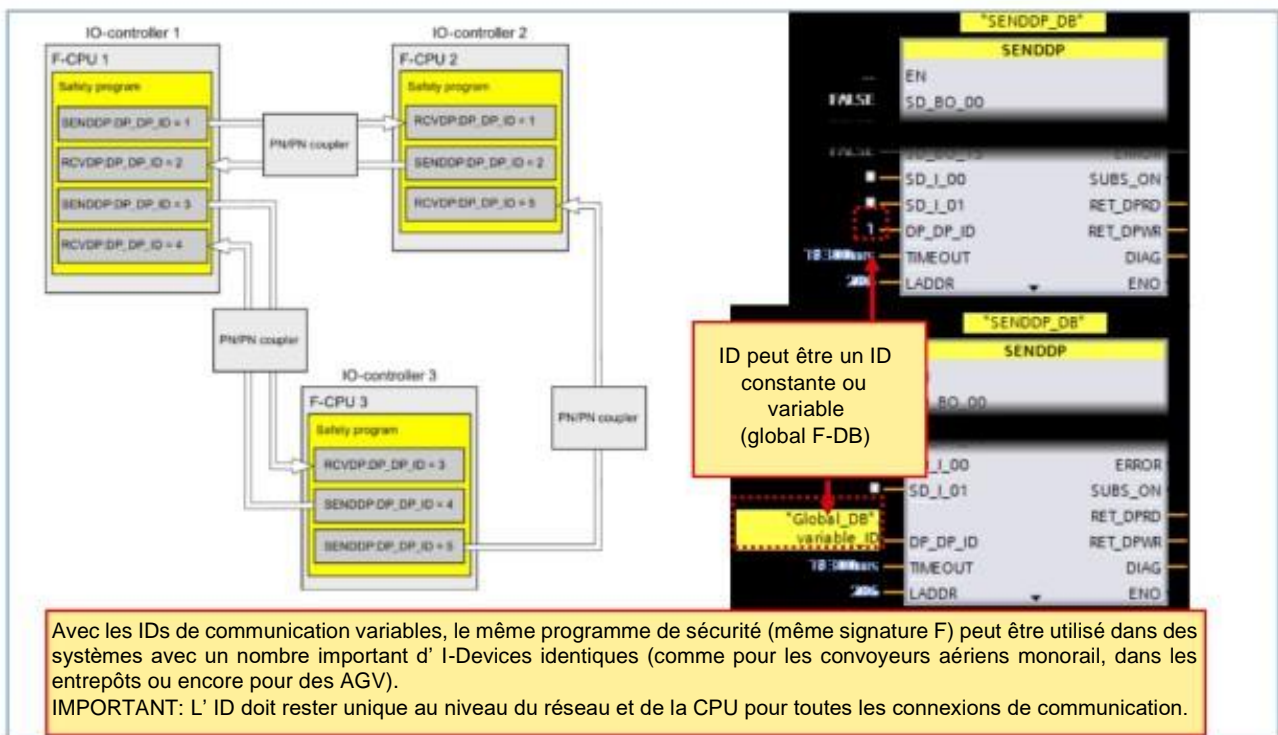 IO-controller 1
F-CPU 1
Safety program
SENDDP:DP_DP_ID = 1
RCVDP:DP_DP_ID = 2
SENDDP:DP_DP_ID = 3
RCVDP:DP_DP_ID = 4
PN/PN coupler
IO-controller 2
F-CPU 2
Safety program
RCVDP:DP_DP_ID = 1
SENDDP:DP_DP_ID = 2
RCVDP:DP_DP_ID = 5
PN/PN coupler
IO-controller 3
F-CPU 3
Safety program
RCVDP:DP_DP_ID = 3
SENDDP:DP_DP_ID = 4
SENDDP:DP_DP_ID = 5
PN/PN coupler
"SENDDP_DB"
SENDDP
EN
FALSE SD_BO_00
SD_I_00 SUBS_ON
SD_I_01 RET_DPRD
1 DP_DP_ID RET_DPWR
TIMEOUT DIAG
LADDR ENO
ID peut être un ID
constante ou
variable
(global F-DB)
"SENDDP_DB"
SENDDP
_BO_00
_I_00 ERROR
SD_I_01 SUBS_ON
RET_DPRD
"Global_DB"
variable_ID DP_DP_ID RET_DPWR
TIMEOUT DIAG
LADDR ENO
Avec les IDs de communication variables, le même programme de sécurité (même signature F) peut être utilisé dans des
systèmes avec un nombre important d' I-Devices identiques (comme pour les convoyeurs aériens monorail, dans les
entrepôts ou encore pour des AGV).
IMPORTANT: L' ID doit rester unique au niveau du réseau et de la CPU pour toutes les connexions de communication.